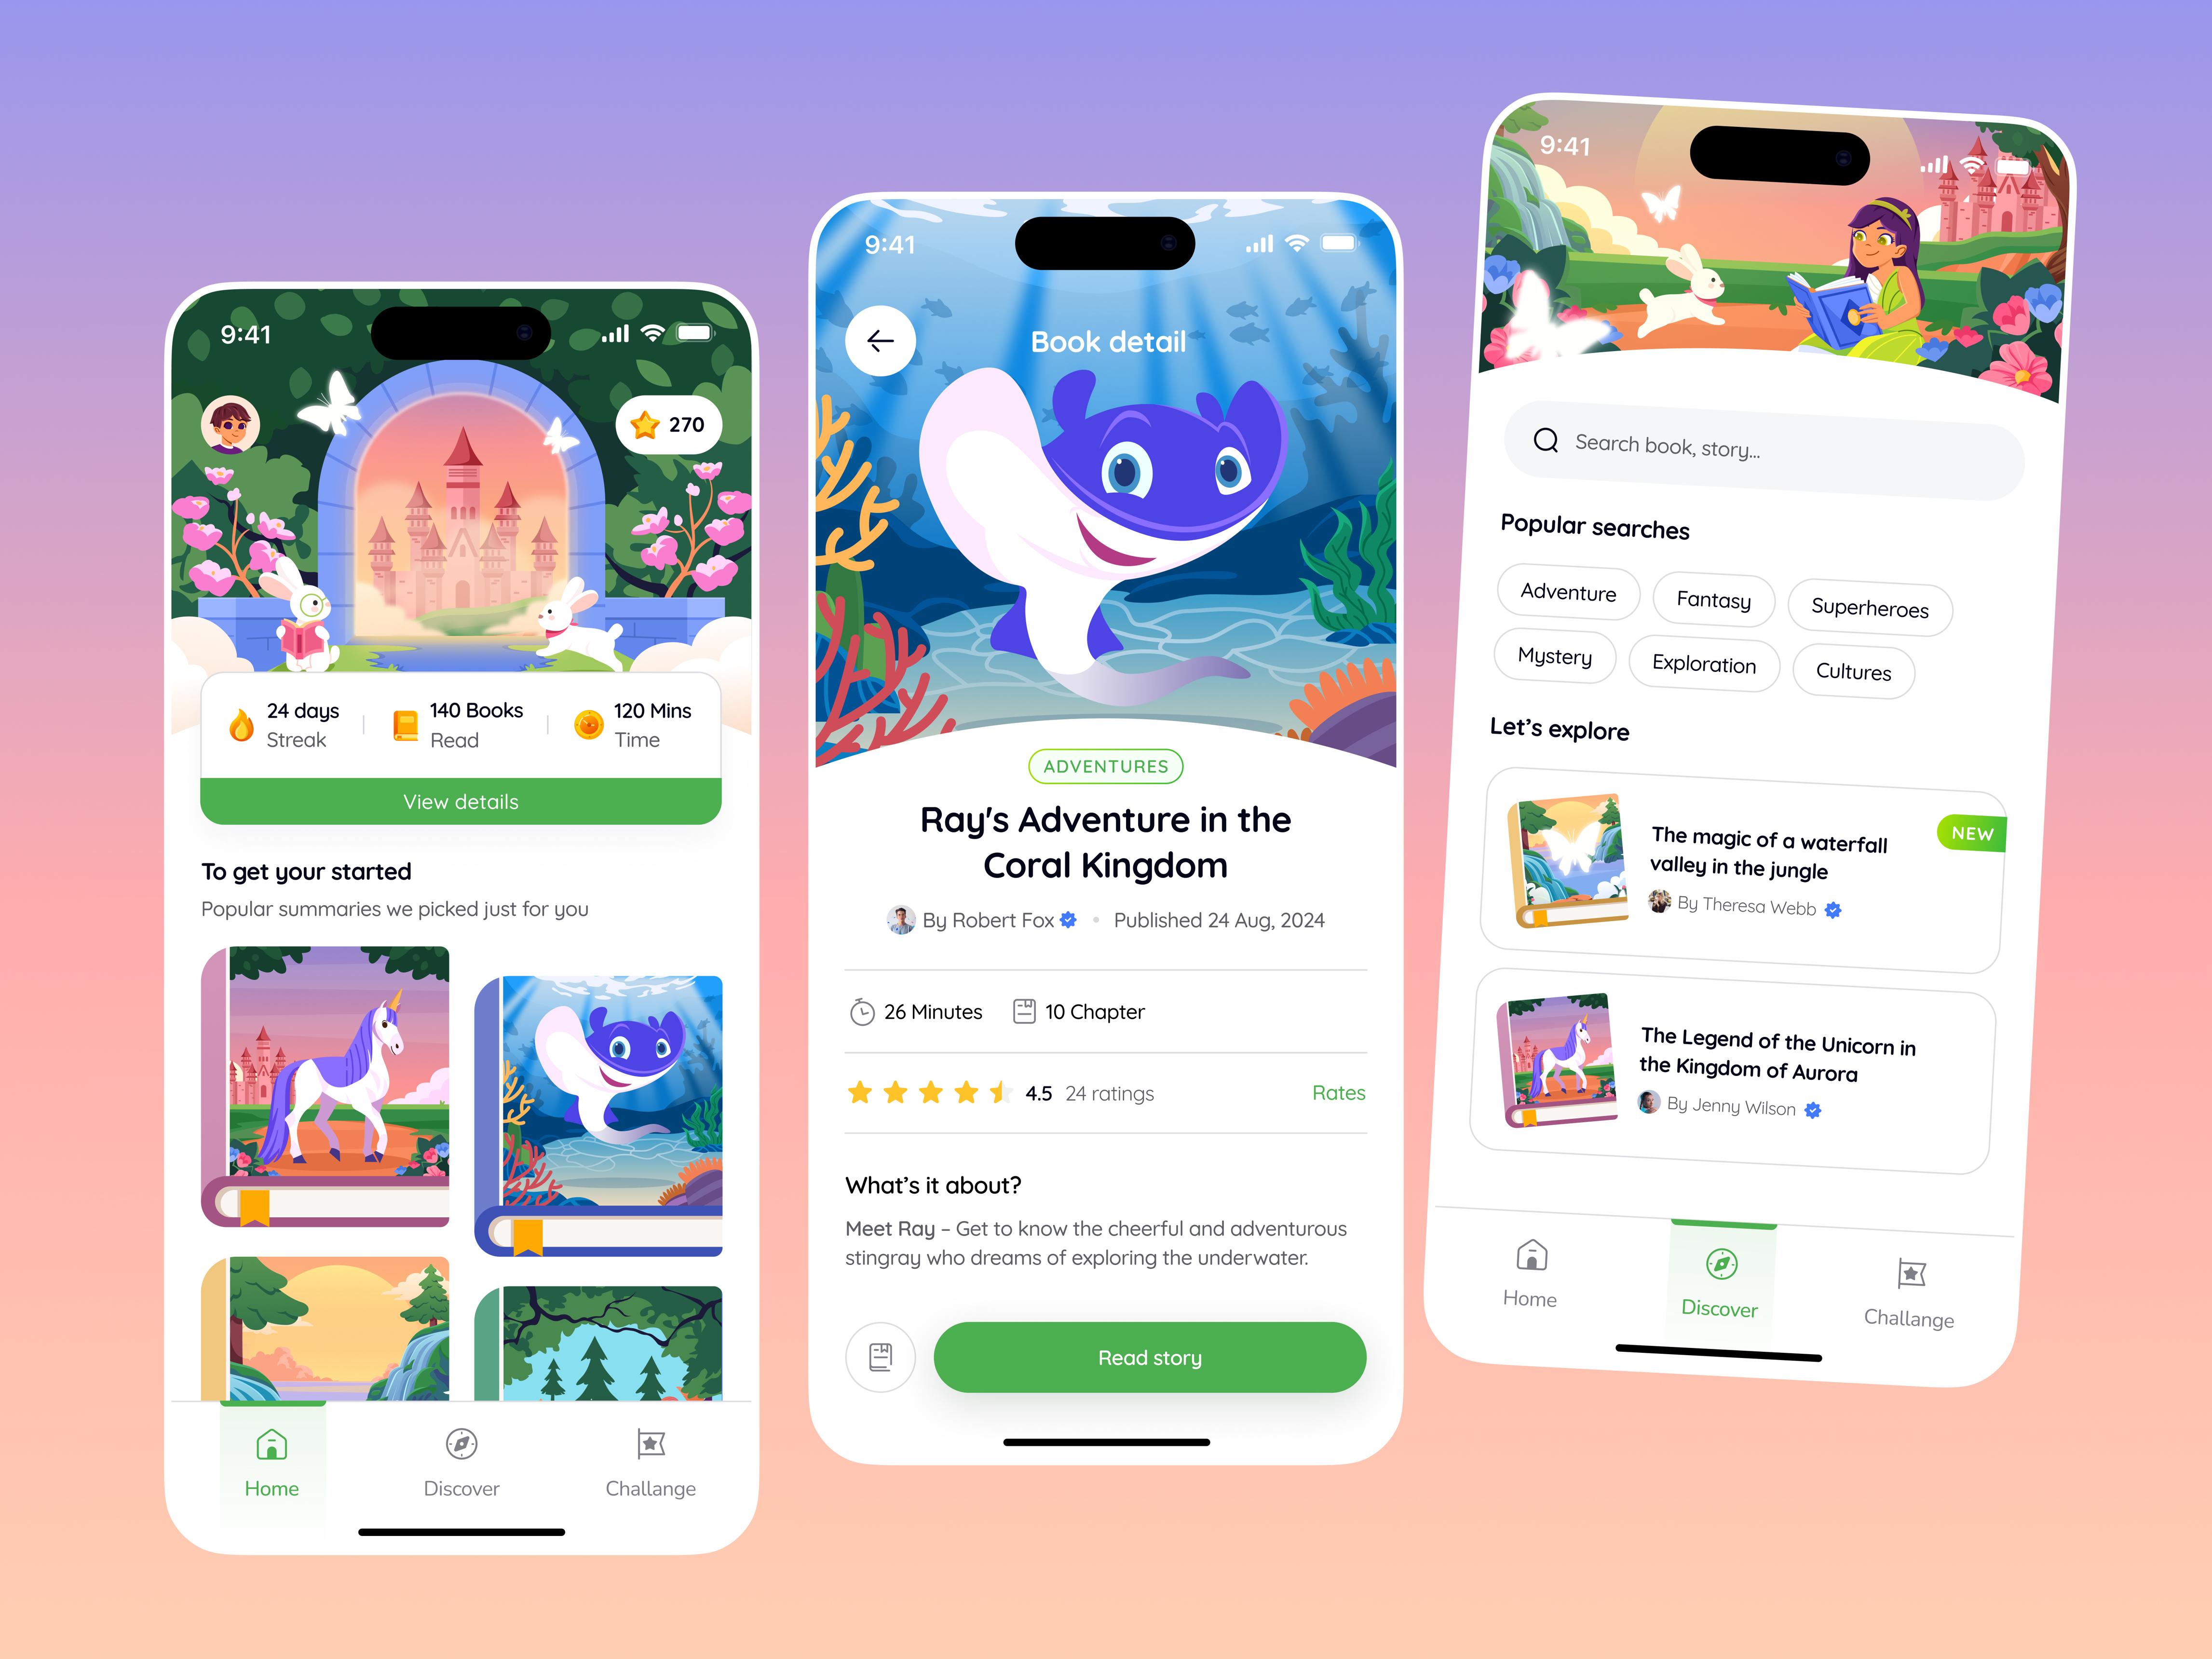 9:41
270
24 days
Streak
140 Books
Read
120 Mins
Time
View details
To get your started
Popular summaries we picked just for you
Home
Discover
Challange
9:41
Book detail
ADVENTURES
Ray's Adventure in the
Coral Kingdom
By Robert Fox
Published 24 Aug, 2024
26 Minutes
10 Chapter
4.5 24 ratings
Rates
What's it about?
Meet Ray – Get to know the cheerful and adventurous
stingray who dreams of exploring the underwater.
Read story
9:41
Search book, story...
Popular searches
Adventure
Fantasy
Superheroes
Mystery
Exploration
Cultures
Let's explore
NEW
The magic of a waterfall
valley in the jungle
By Theresa Webb
The Legend of the Unicorn in
the Kingdom of Aurora
By Jenny Wilson
Home
Discover
Challange